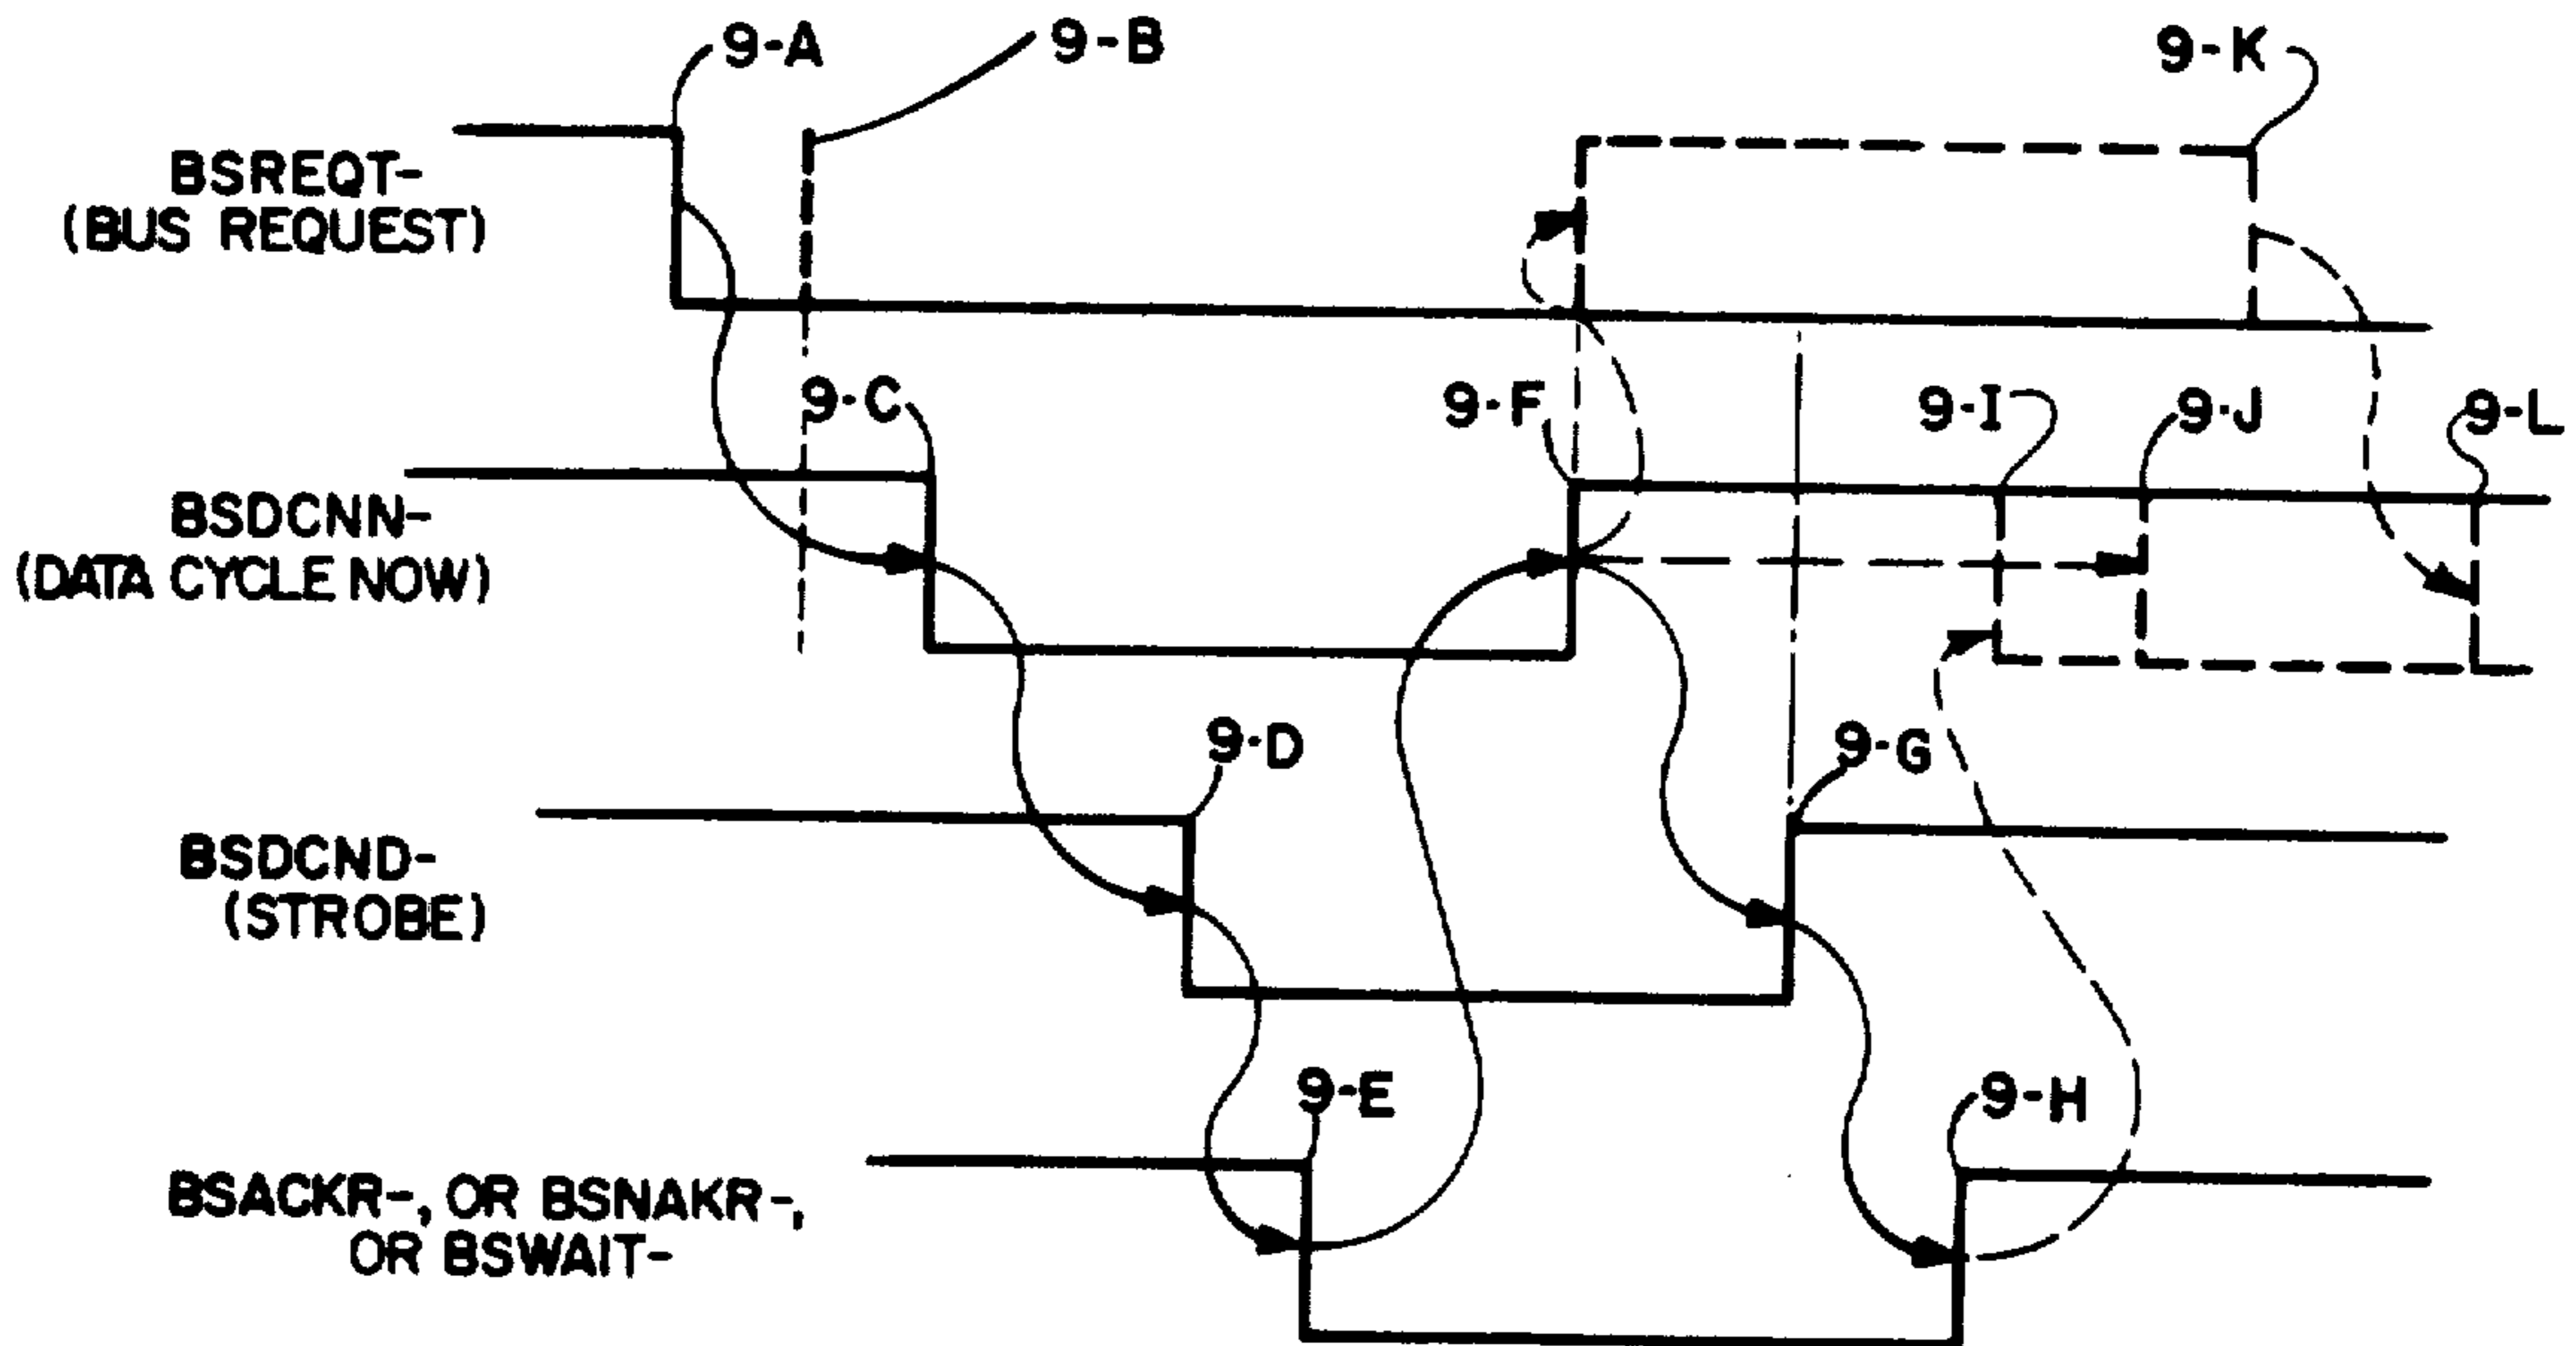 9-A
9-B
9-K
BSREQT-
(BUS REQUEST)
9-C
9-F
9-I
9-J
9-L
BSDCNN-
(DATA CYCLE NOW)
9-D
9-G
BSDCND-
(STROBE)
9-E
9-H
BSACKR-, OR BSNAKR-,
OR BSWAIT-